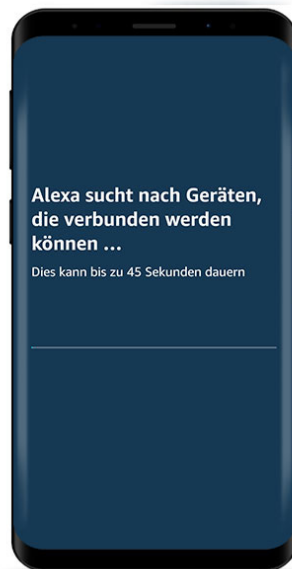 Alexa sucht nach Geräten,
die verbunden werden
können ...
Dies kann bis zu 45 Sekunden dauern